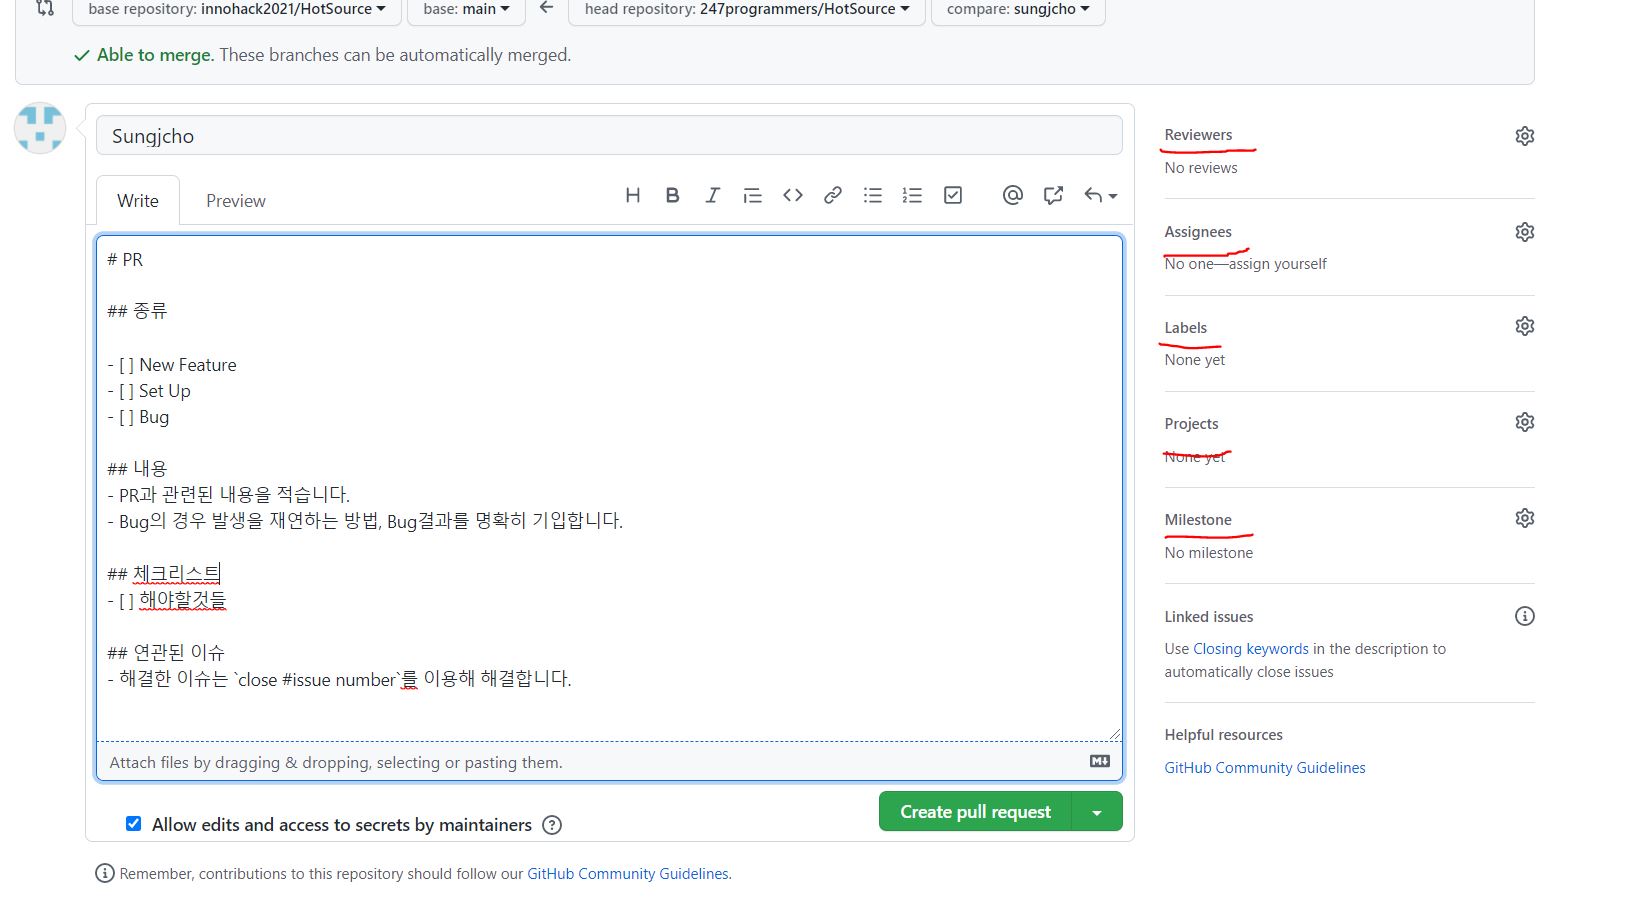 base repository: innohack2021/HotSource base: main head repository: 247programmers/HotSource compare: sungjcho
Able to merge. These branches can be automatically merged.
Sungjcho
Write Preview
# PR
## 종류
- [ ] New Feature
- [ ] Set Up
- [ ] Bug
## 내용
- PR과 관련된 내용을 적습니다.
- Bug의 경우 발생을 재연하는 방법, Bug결과를 명확히 기입합니다.
## 체크리스트
- [ ] 해야할것들
## 연관된 이슈
- 해결한 이슈는 `close #issue number`를 이용해 해결합니다.
Attach files by dragging & dropping, selecting or pasting them.
Allow edits and access to secrets by maintainers
Create pull request
Remember, contributions to this repository should follow our GitHub Community Guidelines.
Reviewers
No reviews
Assignees
No one—assign yourself
Labels
None yet
Projects
None yet
Milestone
No milestone
Linked issues
Use Closing keywords in the description to
automatically close issues
Helpful resources
GitHub Community Guidelines